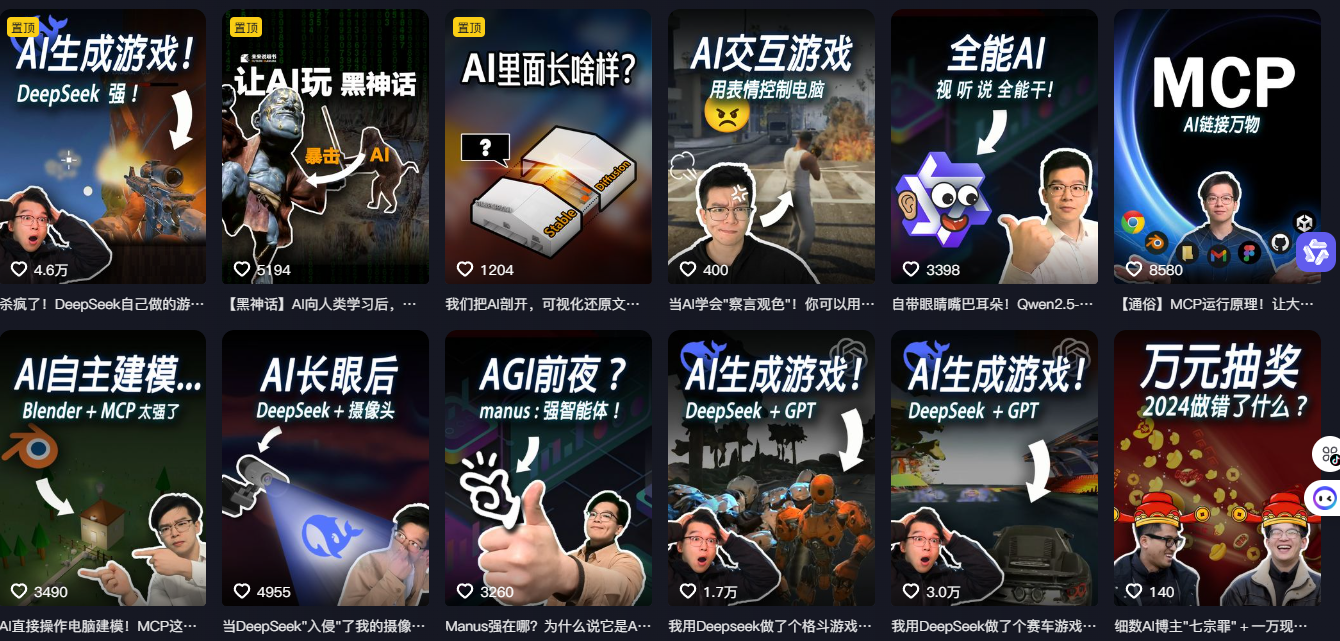 置顶
AI生成游戏!
DeepSeek 强!
4.6万
杀疯了!DeepSeek自己做的游…
置顶
让AI玩 黑神话
暴击
AI
5194
【黑神话】AI向人类学习后,…
置顶
AI里面长啥样?
?
Diffusion
Stable
1204
我们把AI剖开,可视化还原文…
AI交互游戏
用表情控制电脑
400
当AI学会"察言观色"!你可以用…
全能AI
视 听 说 全能干!
3398
自带眼睛嘴巴耳朵!Qwen2.5-…
MCP
AI链接万物
8580
【通俗】MCP运行原理!让大…
AI自主建模...
Blender + MCP 太强了
3490
AI直接操作电脑建模!MCP这…
AI长眼后
DeepSeek + 摄像头
4955
当DeepSeek"入侵"了我的摄像…
AGI前夜?
manus : 强智能体!
3260
Manus强在哪?为什么说它是A…
AI生成游戏!
DeepSeek + GPT
1.7万
我用Deepseek做了个格斗游戏…
AI生成游戏!
DeepSeek + GPT
3.0万
我用DeepSeek做了个赛车游戏…
万元抽奖
2024做错了什么?
140
细数AI博主"七宗罪" + 一万现…